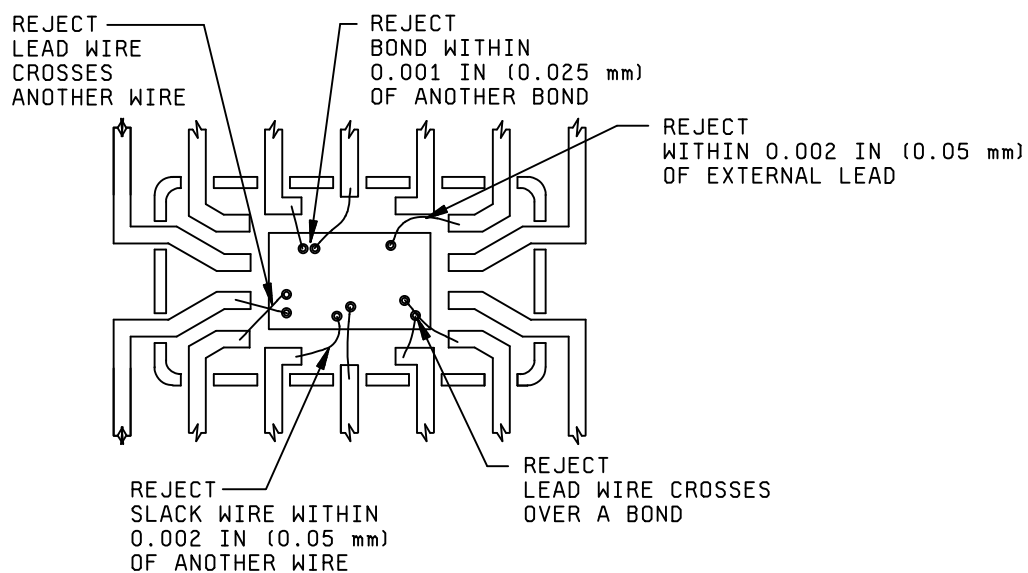 REJECT
LEAD WIRE
CROSSES
ANOTHER WIRE
REJECT
BOND WITHIN
0.001 IN (0.025 mm)
OF ANOTHER BOND
REJECT
WITHIN 0.002 IN (0.05 mm)
OF EXTERNAL LEAD
REJECT
SLACK WIRE WITHIN
0.002 IN (0.05 mm)
OF ANOTHER WIRE
REJECT
LEAD WIRE CROSSES
OVER A BOND